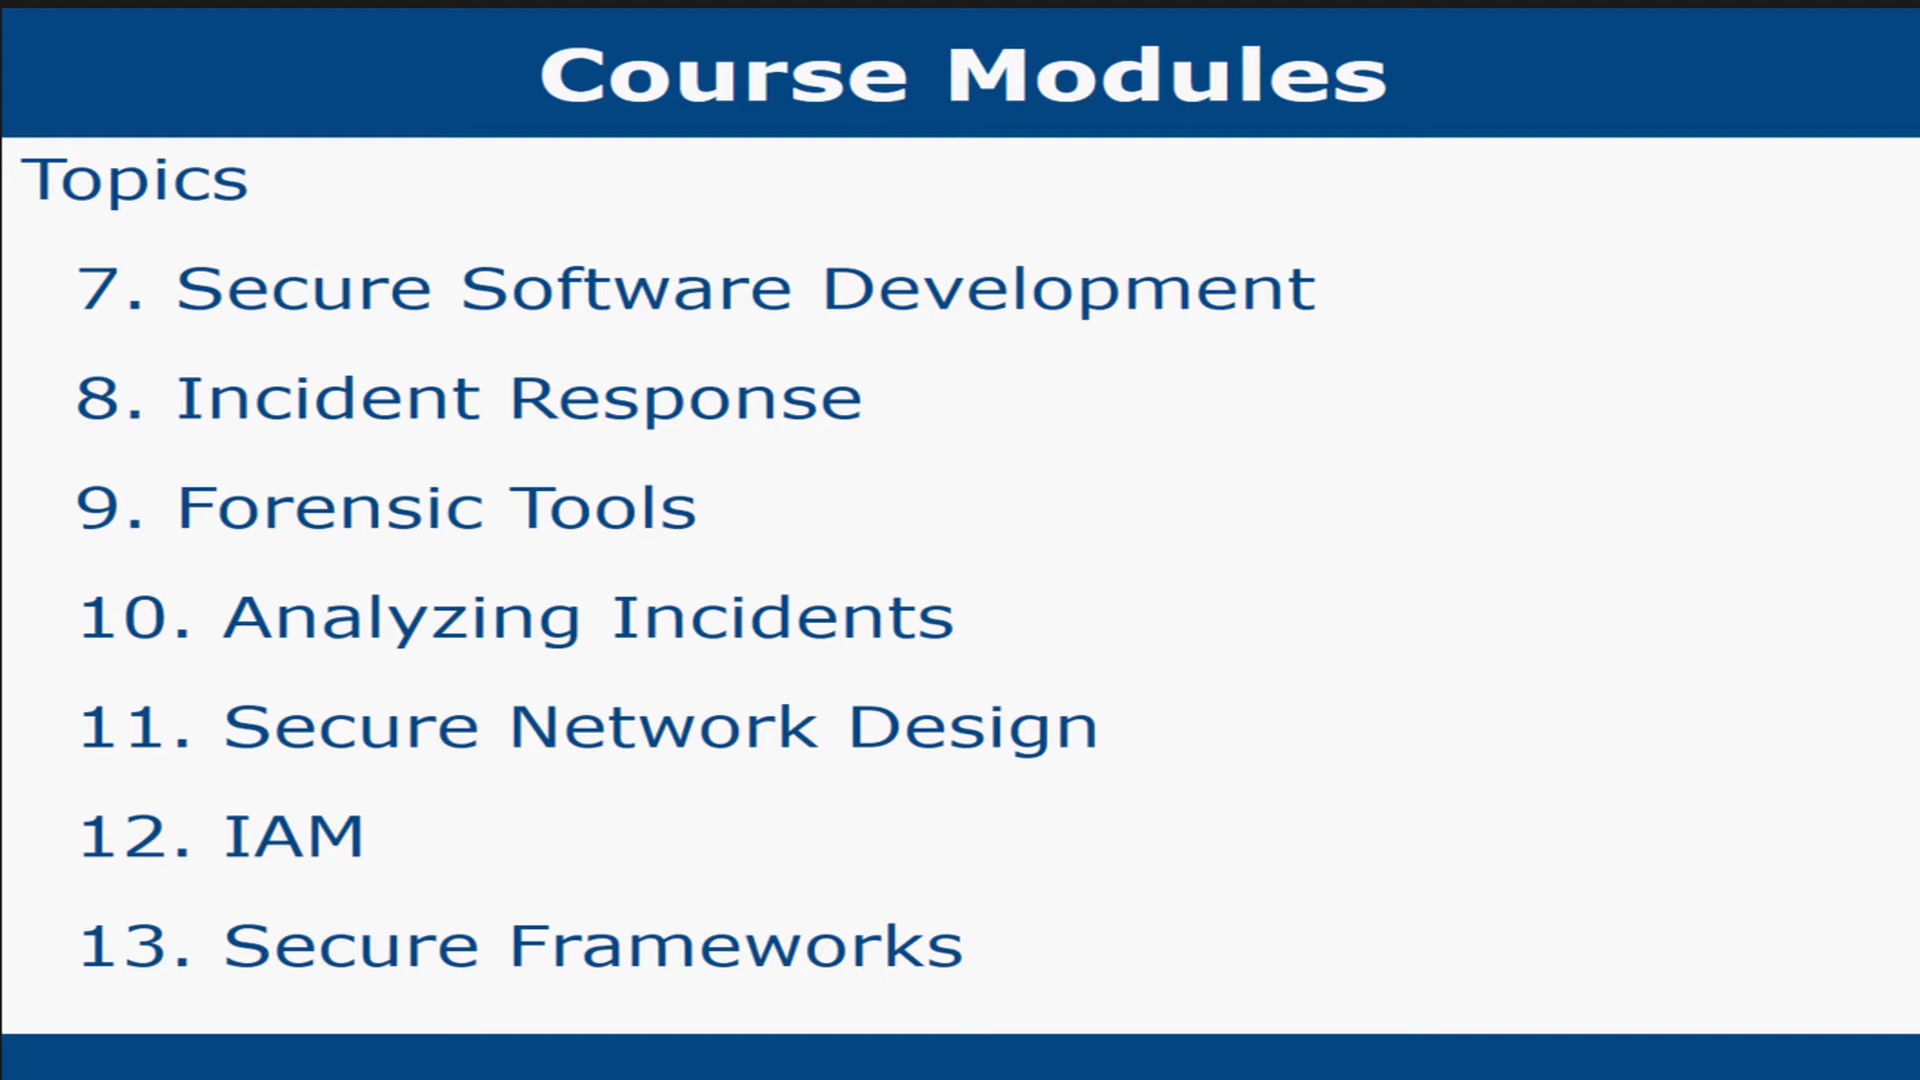 Course Modules
Topics
7. Secure Software Development
8. Incident Response
9. Forensic Tools
10. Analyzing Incidents
11. Secure Network Design
12. IAM
13. Secure Frameworks